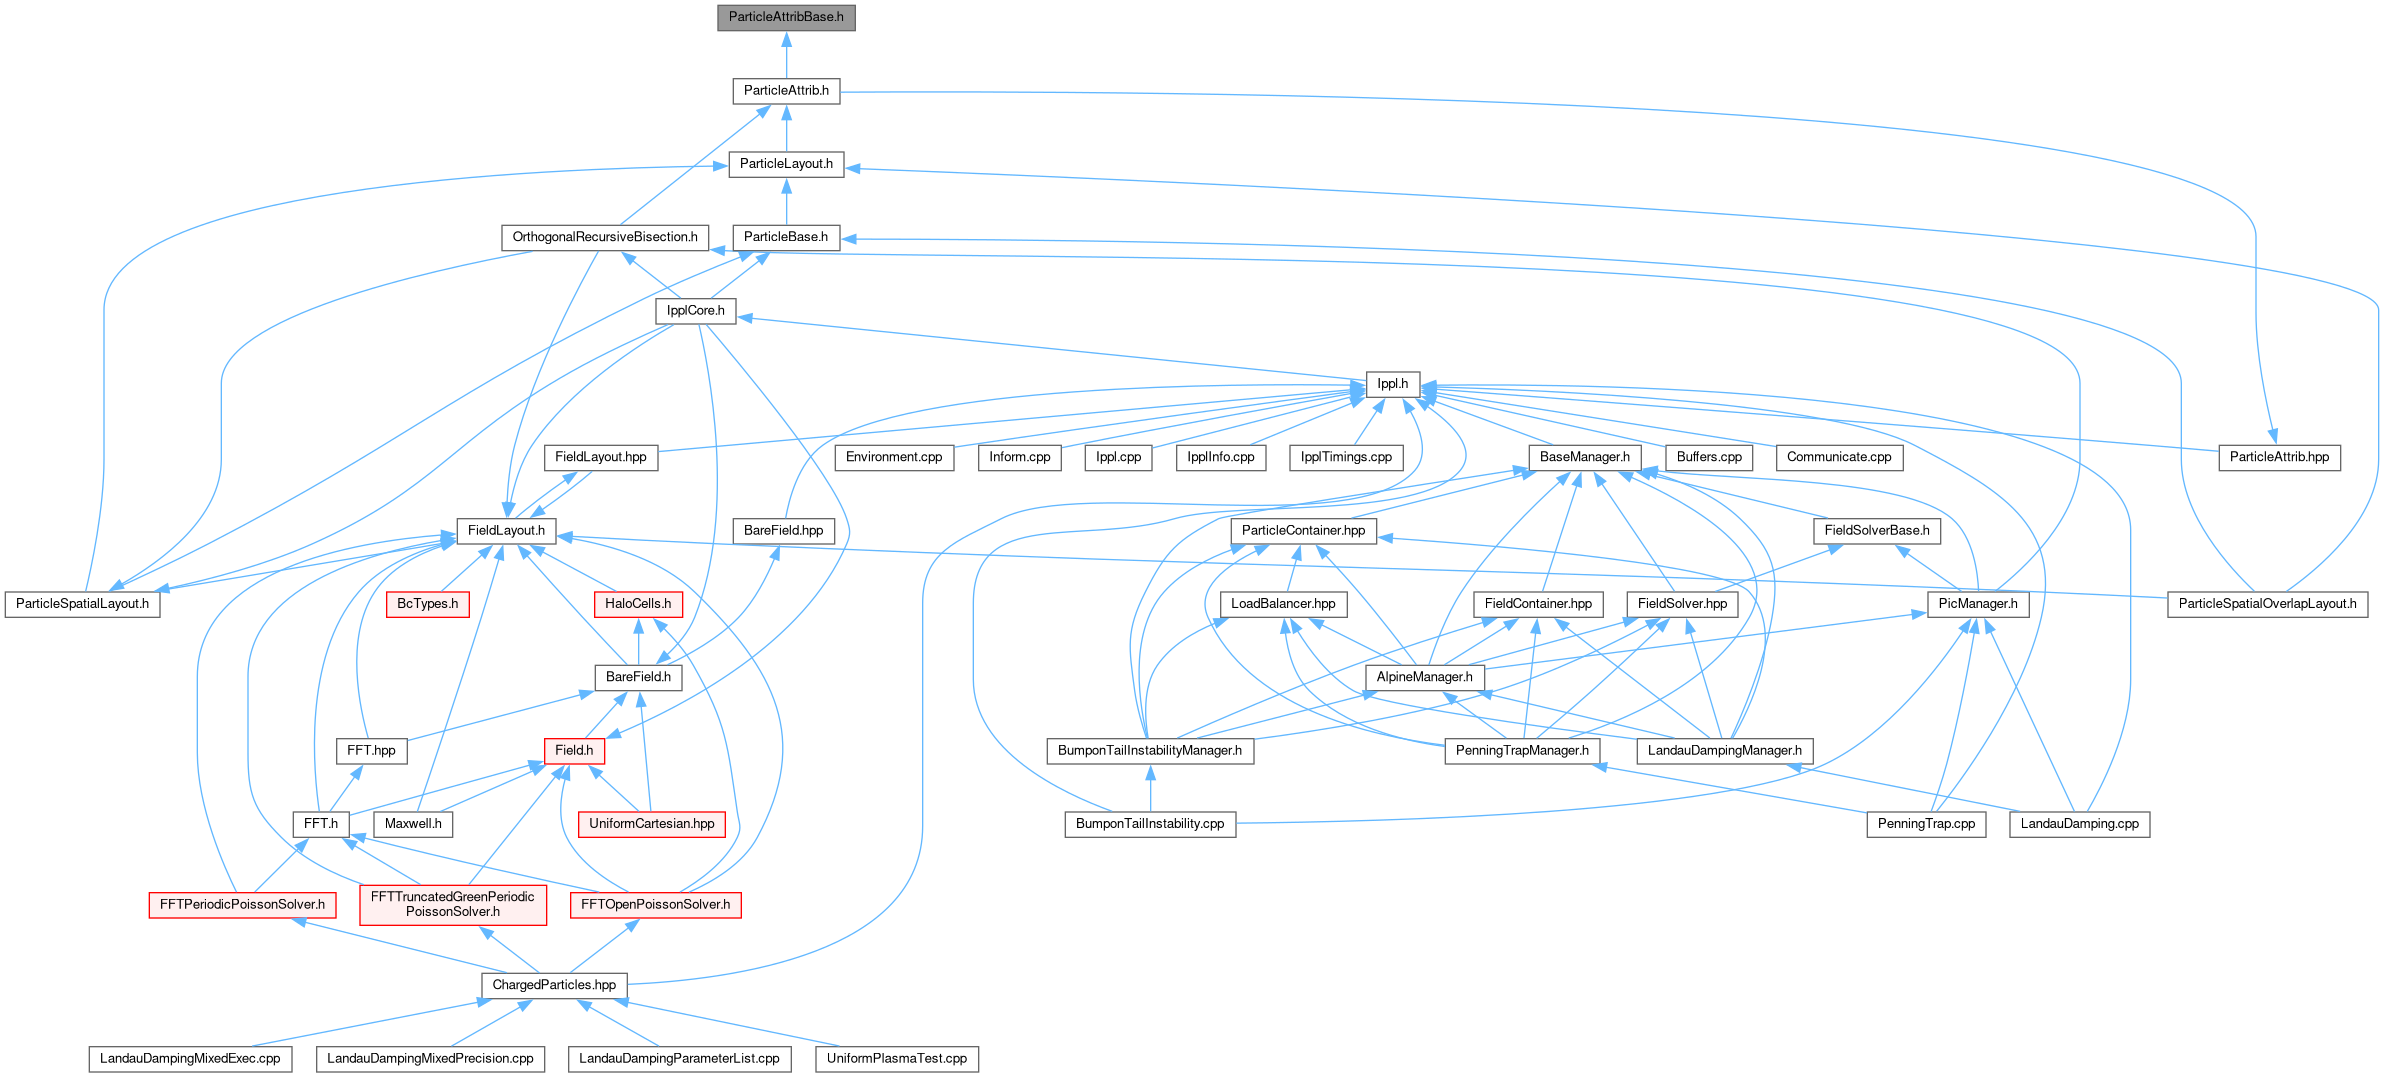 ParticleAttribBase.h
ParticleAttrib.h
ParticleLayout.h
OrthogonalRecursiveBisection.h
ParticleBase.h
IpplCore.h
Ippl.h
FieldLayout.hpp
Environment.cpp
Inform.cpp
Ippl.cpp
IpplInfo.cpp
IpplTimings.cpp
BaseManager.h
Buffers.cpp
Communicate.cpp
ParticleAttrib.hpp
FieldLayout.h
BareField.hpp
ParticleContainer.hpp
FieldSolverBase.h
ParticleSpatialLayout.h
BcTypes.h
HaloCells.h
LoadBalancer.hpp
FieldContainer.hpp
FieldSolver.hpp
PicManager.h
ParticleSpatialOverlapLayout.h
BareField.h
AlpineManager.h
FFT.hpp
Field.h
BumponTailInstabilityManager.h
PenningTrapManager.h
LandauDampingManager.h
FFT.h
Maxwell.h
UniformCartesian.hpp
BumponTailInstability.cpp
PenningTrap.cpp
LandauDamping.cpp
FFTPeriodicPoissonSolver.h
FFTTruncatedGreenPeriodic
PoissonSolver.h
FFTOpenPoissonSolver.h
ChargedParticles.hpp
LandauDampingMixedExec.cpp
LandauDampingMixedPrecision.cpp
LandauDampingParameterList.cpp
UniformPlasmaTest.cpp